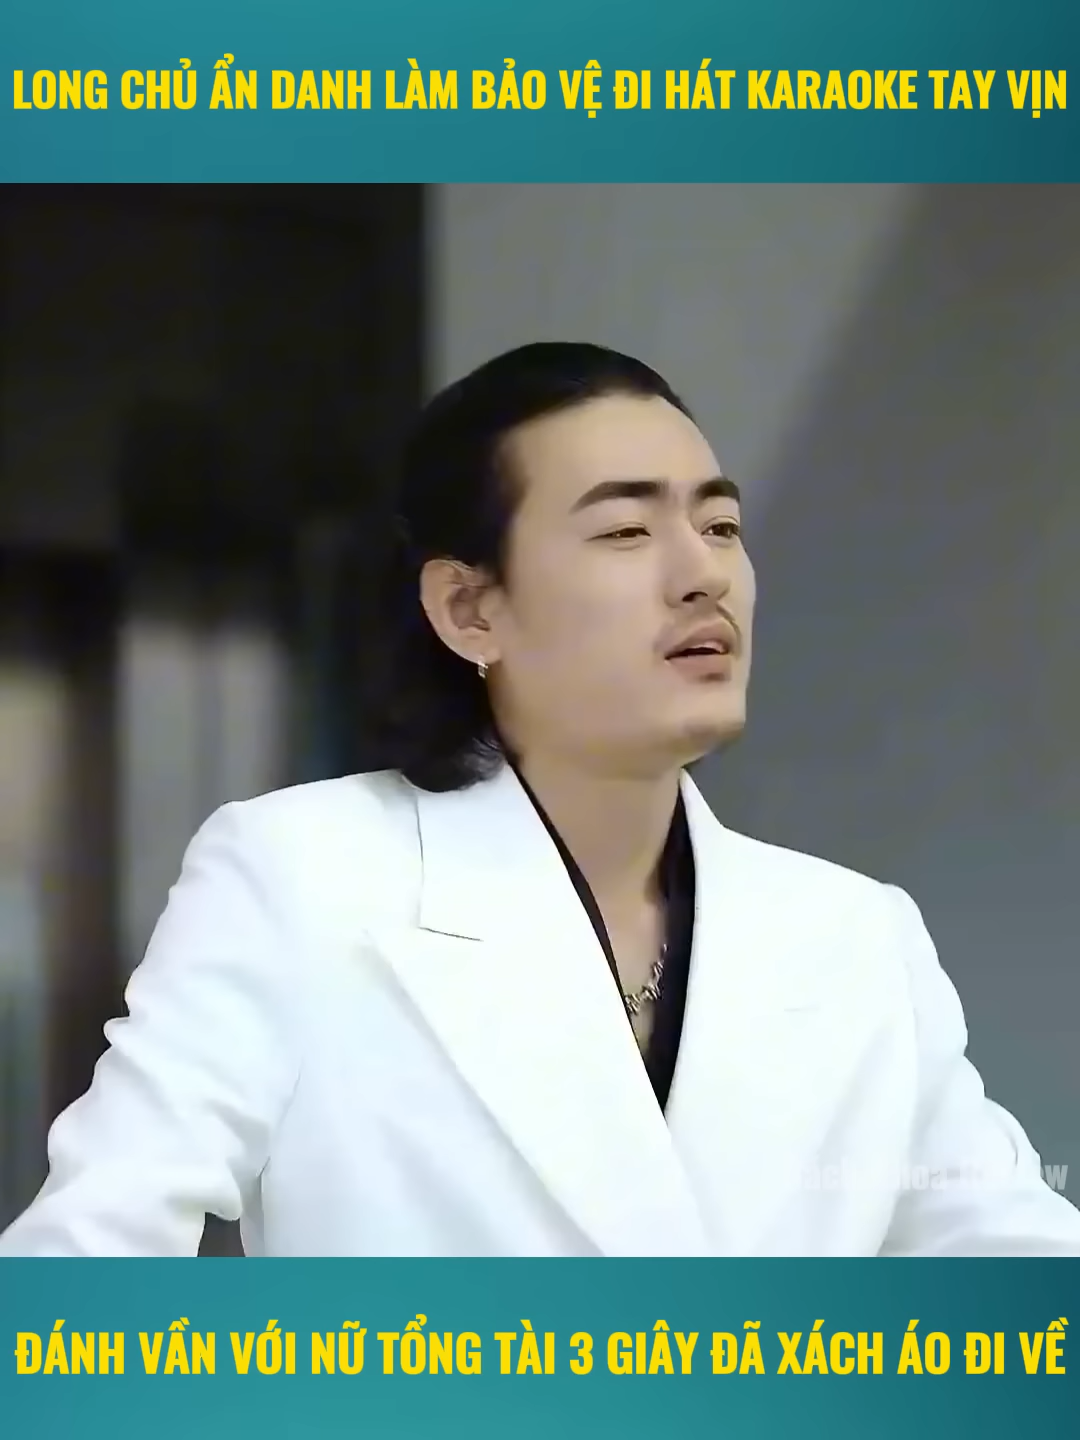 LONG CHỦ ẨN DANH LÀM BẢO VỆ ĐI HÁT KARAOKE TAY VỊN
ĐÁNH VẦN VỚI NỮ TỔNG TÀI 3 GIÂY ĐÃ XÁCH ÁO ĐI VỀ